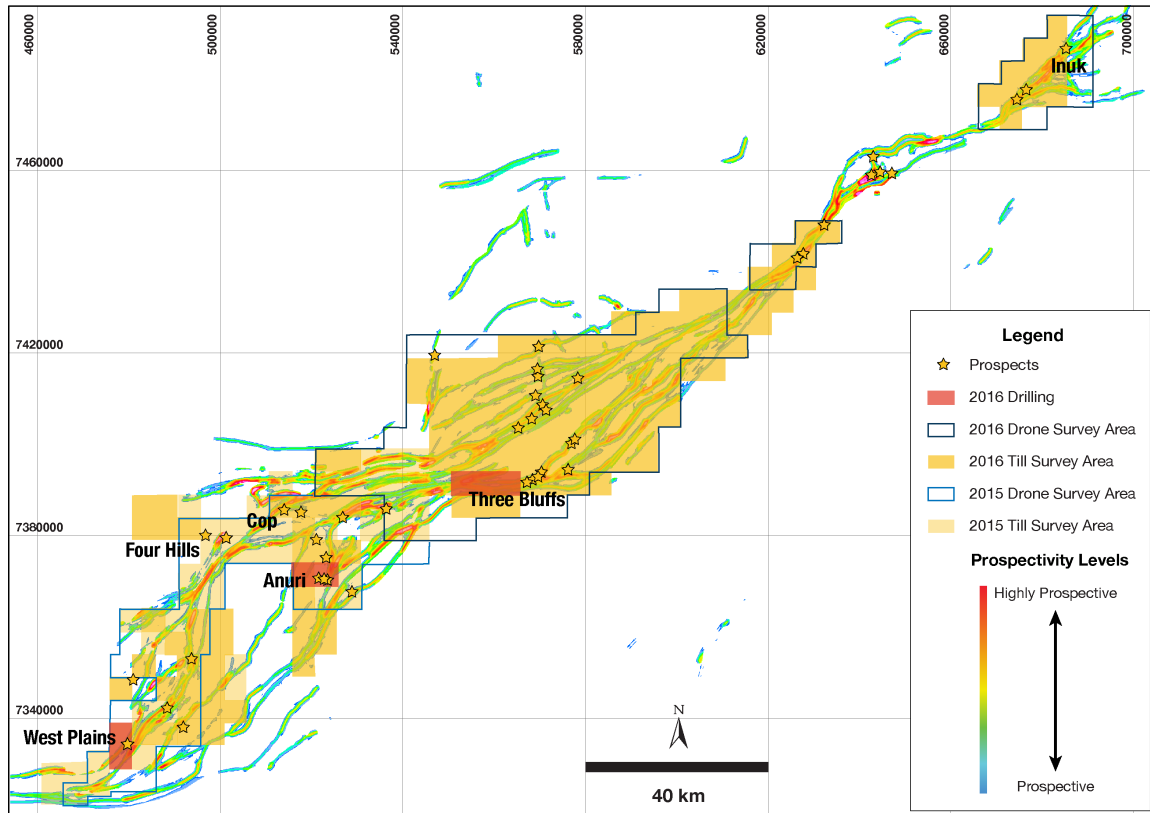 460000
500000
540000
580000
620000
660000
700000
Inuk
7460000
7420000
Three Bluffs
Cop
7380000
Four Hills
Anuri
7340000
West Plains
N
40 km
Legend
Prospects
2016 Drilling
2016 Drone Survey Area
2016 Till Survey Area
2015 Drone Survey Area
2015 Till Survey Area
Prospectivity Levels
Highly Prospective
Prospective